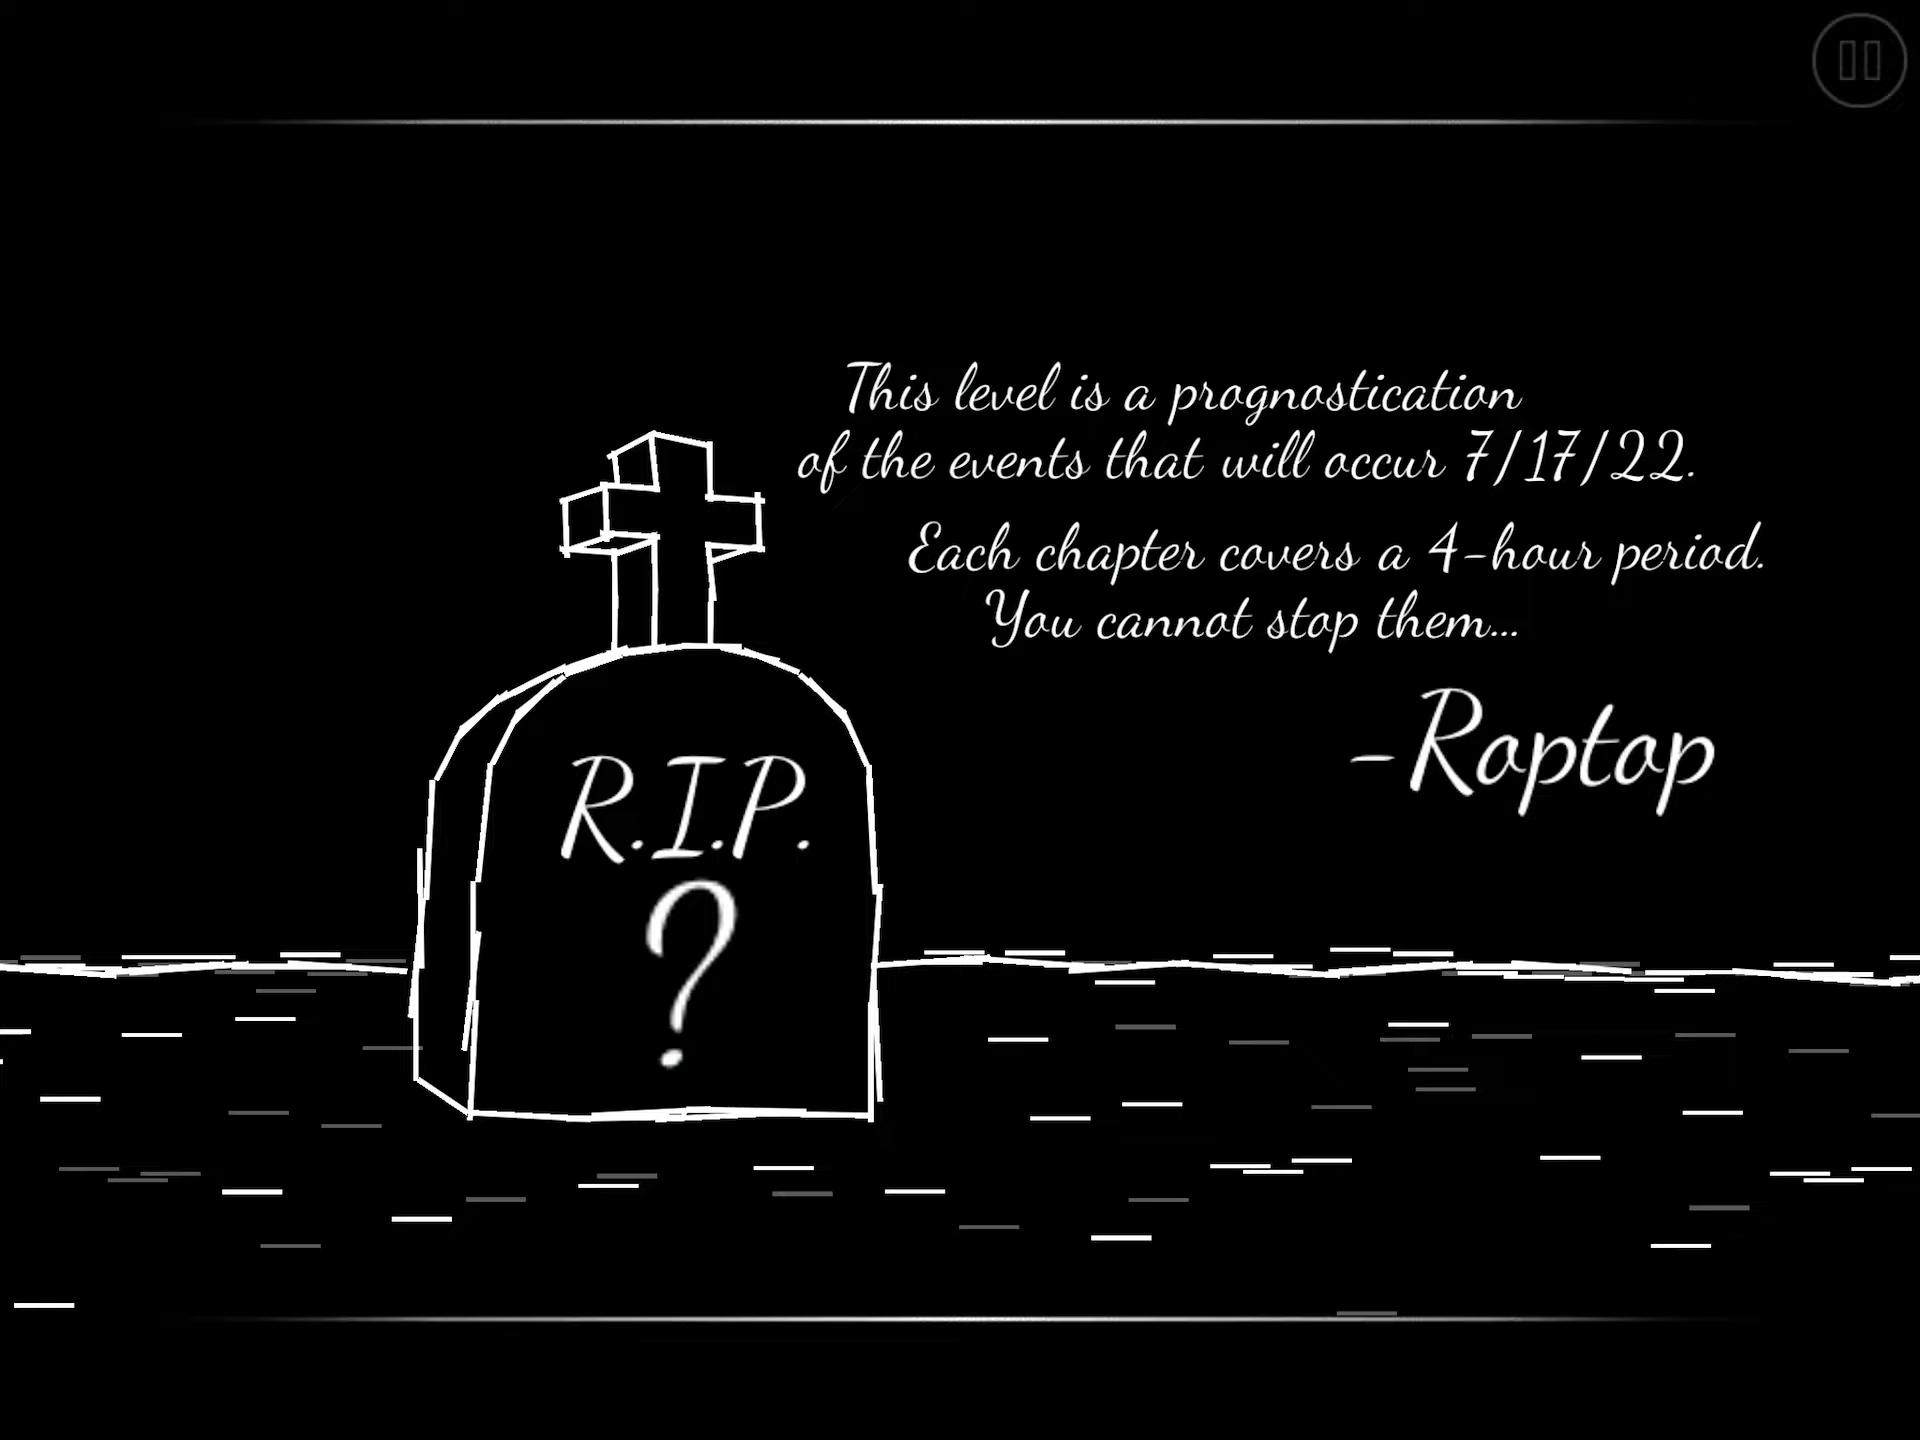 This level is a prognostication
of the events that will occur 7/17/22.
Each chapter covers a 4-hour period.
You cannot stop them...
-Raptap
R.I.P.
?